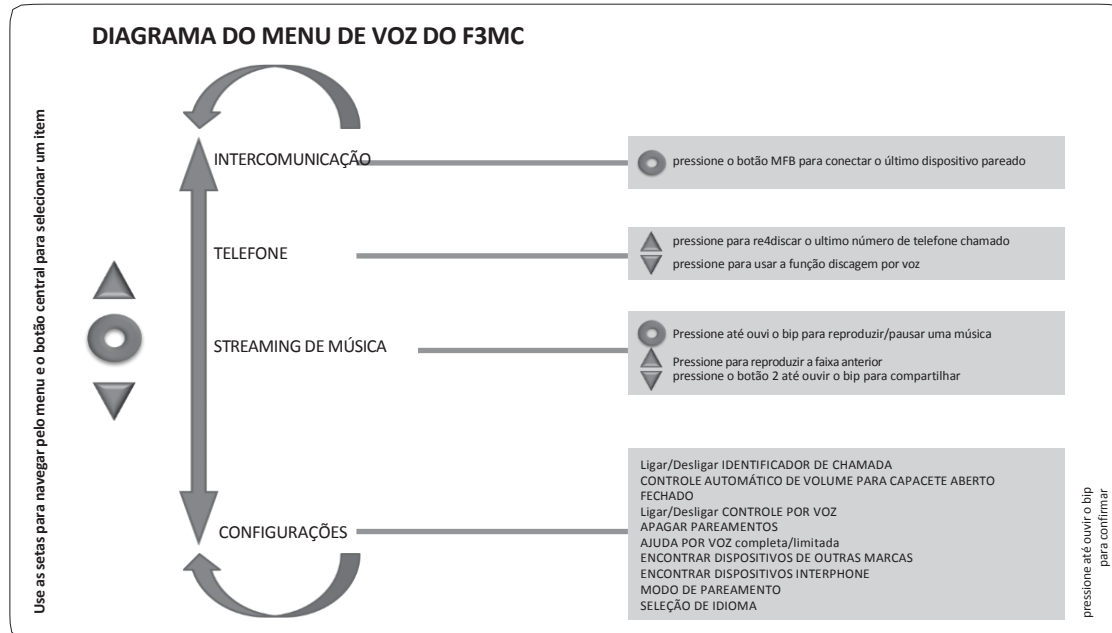 DIAGRAMA DO MENU DE VOZ DO F3MC
Use as setas para navegar pelo menu e o botão central para selecionar um item
INTERCOMUNICAÇÃO
pressione o botão MFB para conectar o último dispositivo pareado
TELEFONE
pressione para re4discar o ultimo número de telefone chamado
pressione para usar a função discagem por voz
STREAMING DE MÚSICA
Pressione até ouvi o bip para reproduzir/pausar uma música
Pressione para reproduzir a faixa anterior
pressione o botão 2 até ouvir o bip para compartilhar
CONFIGURAÇÕES
Ligar/Desligar IDENTIFICADOR DE CHAMADA
CONTROLE AUTOMÁTICO DE VOLUME PARA CAPACETE ABERTO
FECHADO
Ligar/Desligar CONTROLE POR VOZ
APAGAR PAREAMENTOS
AJUDA POR VOZ completa/limitada
ENCONTRAR DISPOSITIVOS DE OUTRAS MARCAS
ENCONTRAR DISPOSITIVOS INTERPHONE
MODO DE PAREAMENTO
SELEÇÃO DE IDIOMA
pressione até ouvir o bip
para confirmar